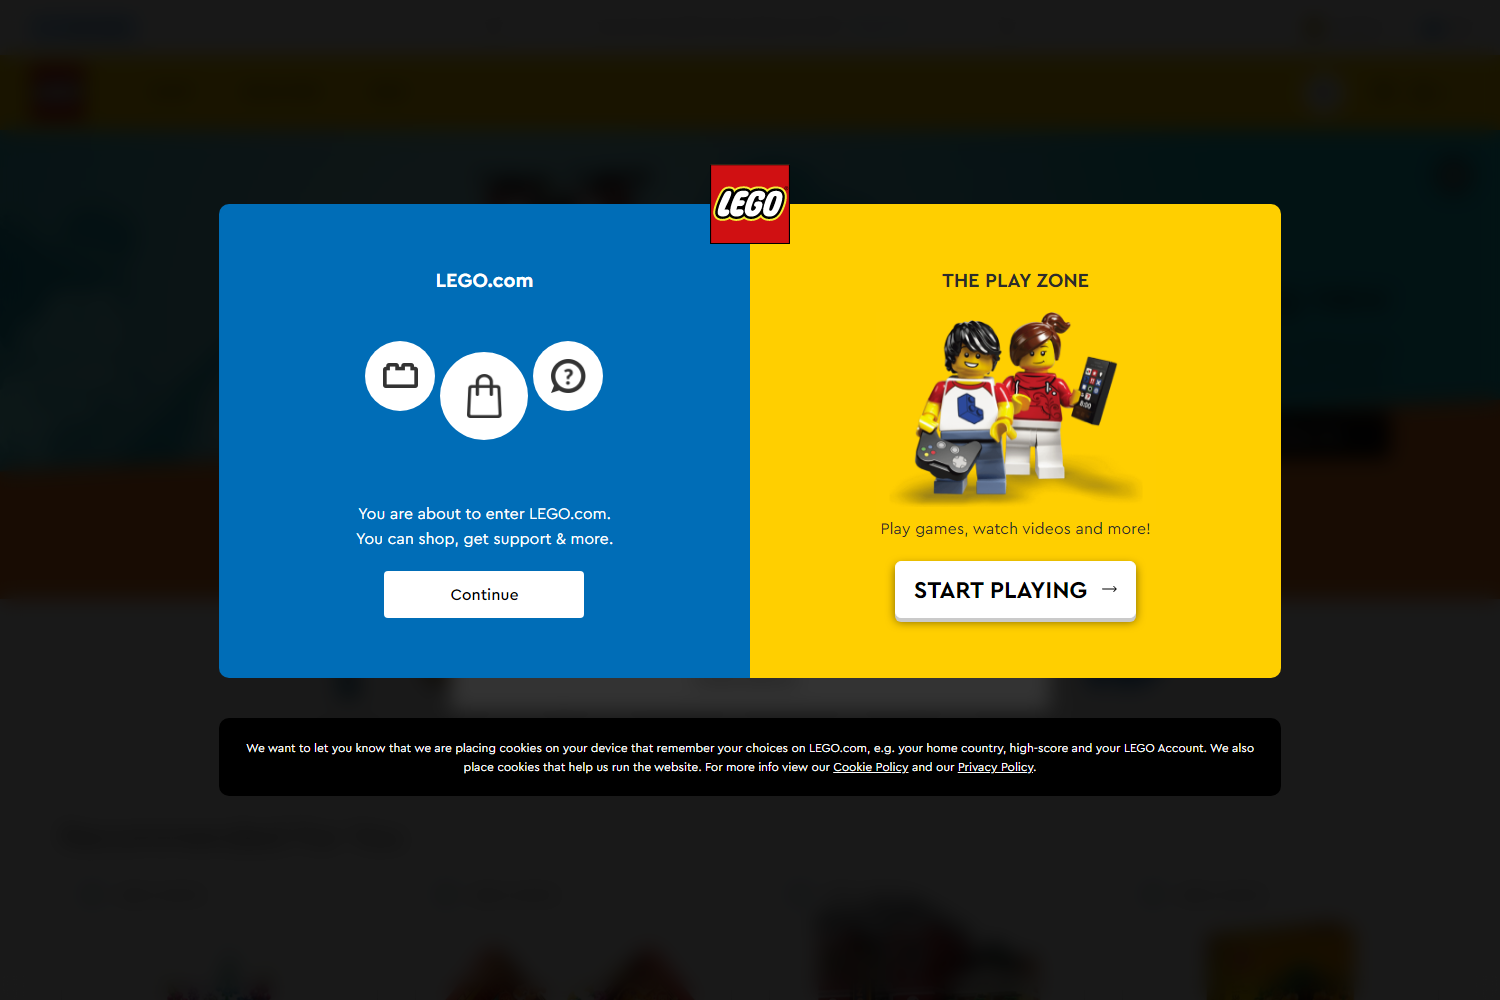 LEGO
LEGO.com
You are about to enter LEGO.com.
You can shop, get support & more.
Continue
THE PLAY ZONE
8:00
Play games, watch videos and more!
START PLAYING →
We want to let you know that we are placing cookies on your device that remember your choices on LEGO.com, e.g. your home country, high-score and your LEGO Account. We also
place cookies that help us run the website. For more info view our Cookie Policy and our Privacy Policy.